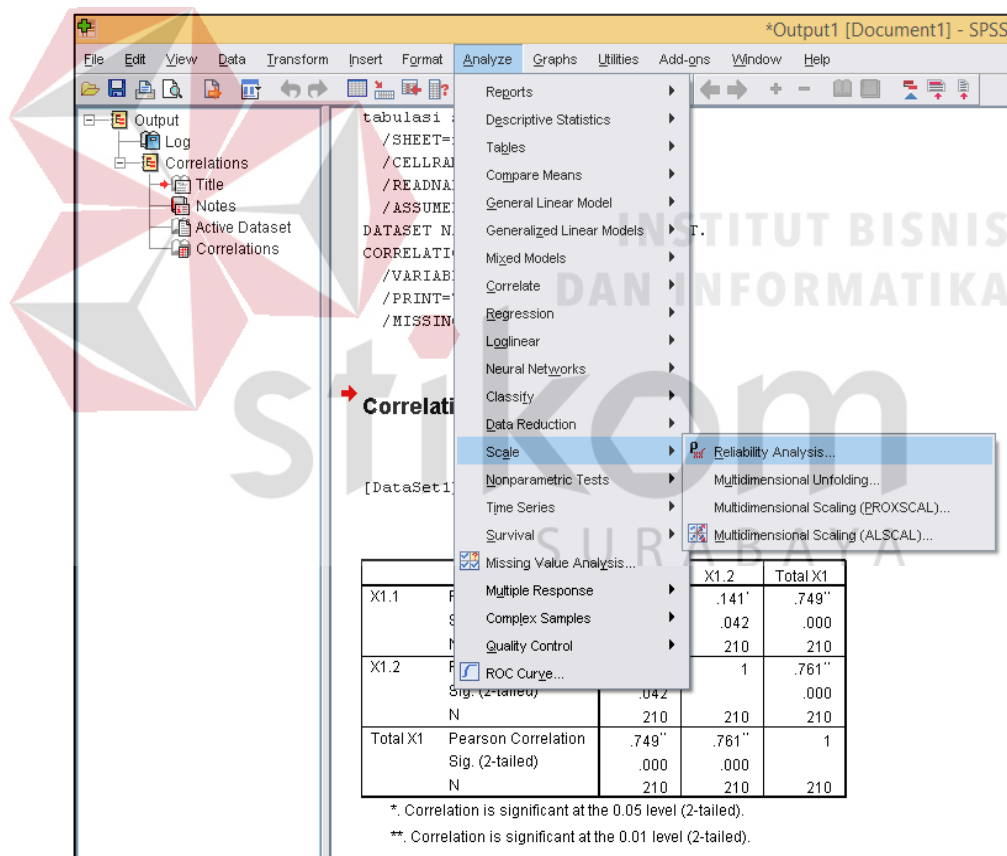 *Output1 [Document1] - SPSS
File Edit View Data Transform Insert Format Analyze Graphs Utilities Add-ons Window Help
Output
Log
Correlations
Title
Notes
Active Dataset
Correlations
tabulasi
/SHEET=
/CELLRA
/READNA
/ASSUME
DATASET NA T.
CORRELATIO
/VARIAB
/PRINT=
/MISSIN
Correlati
[DataSet1]
Reports
Descriptive Statistics
Tables
Compare Means
General Linear Model
Generalized Linear Models
Mixed Models
Correlate
Regression
Loglinear
Neural Networks
Classify
Data Reduction
Scale
Nonparametric Tests
Time Series
Survival
Missing Value Analysis...
Multiple Response
Complex Samples
Quality Control
ROC Curve...
Reliability Analysis...
Multidimensional Unfolding...
Multidimensional Scaling (PROXSCAL)...
Multidimensional Scaling (ALSCAL)...
INSTITUT BISNIS
DAN INFORMATIKA
stikom
SURABAYA
X1.2 Total X1
X1.1 .141* .749**
.042 .000
N 210 210
X1.2 1 .761**
Sig. (2-tailed) .042 .000
N 210 210 210
Total X1 Pearson Correlation .749** .761** 1
Sig. (2-tailed) .000 .000
N 210 210 210
*. Correlation is significant at the 0.05 level (2-tailed).
**. Correlation is significant at the 0.01 level (2-tailed).